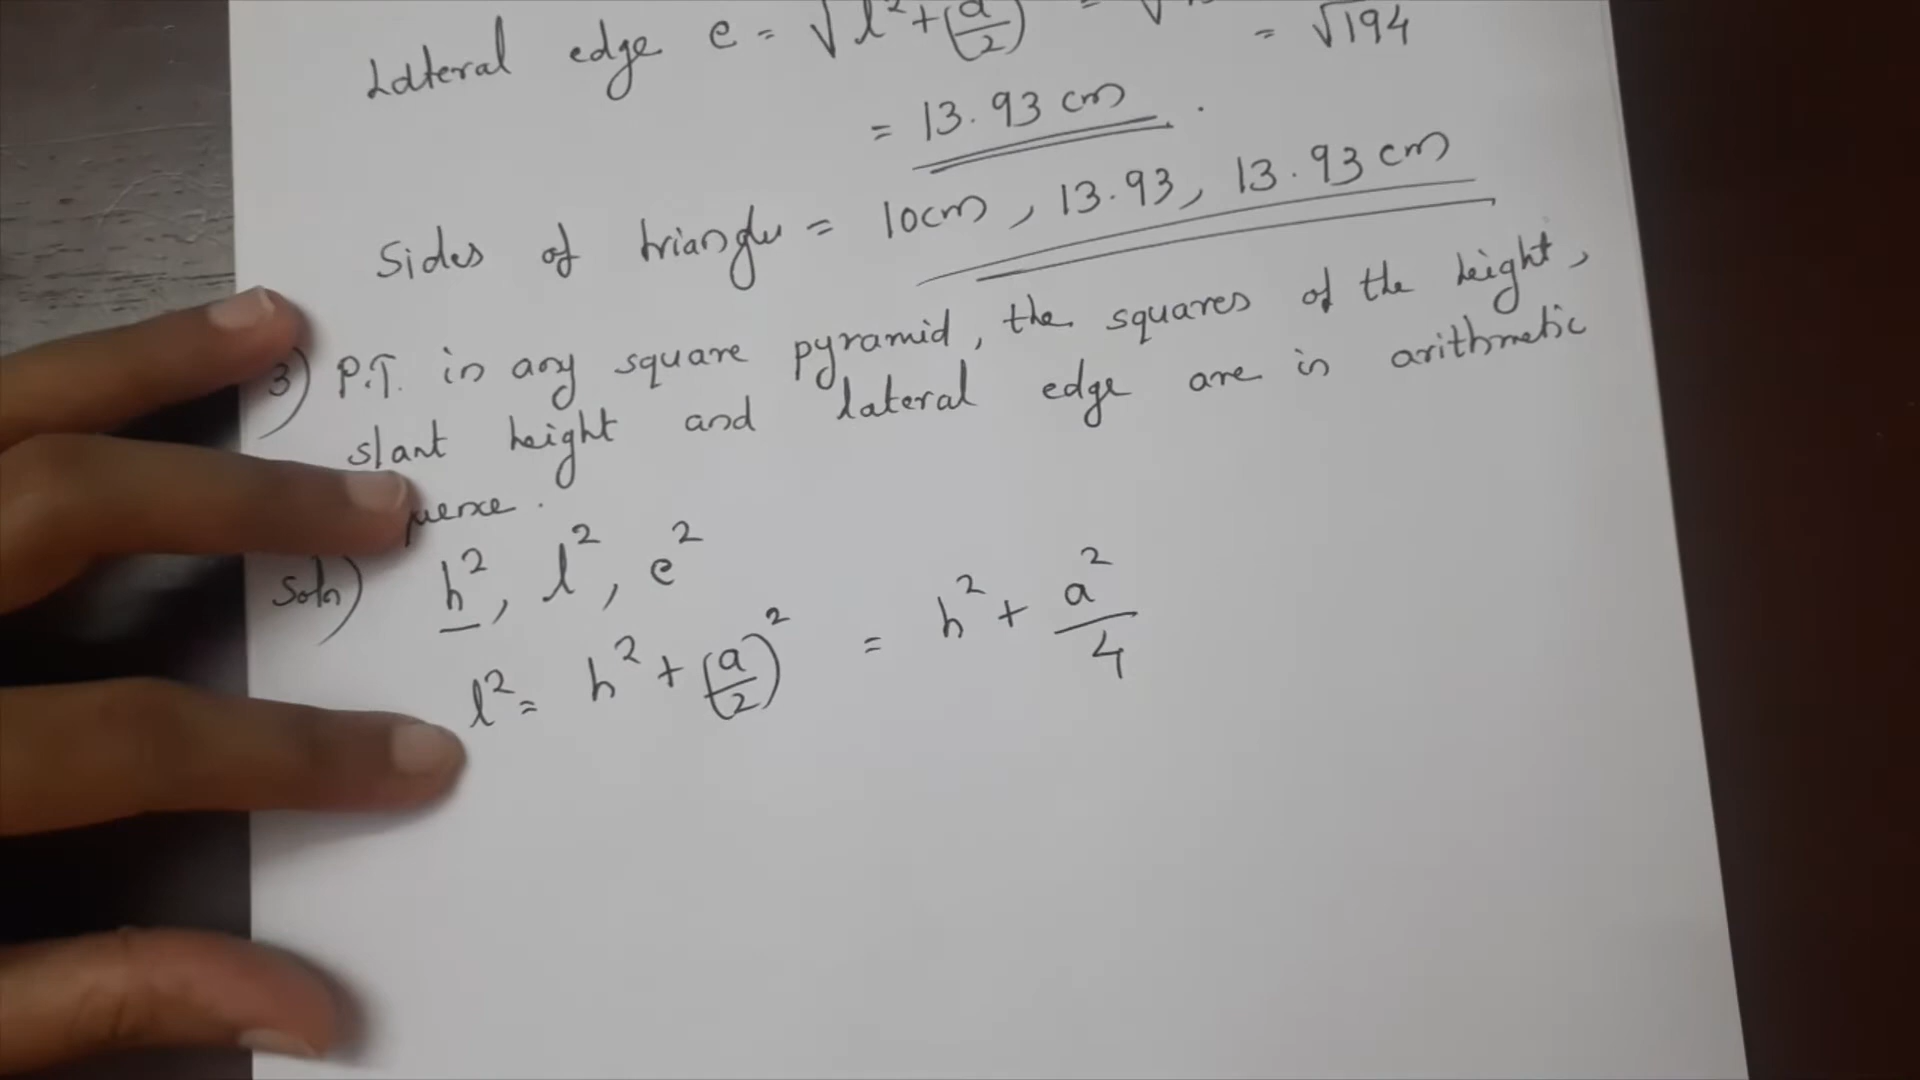 Lateral edge e = √l²+(a/2) = √
= √194
= 13.93 cm.
Sides of triangle = 10cm, 13.93, 13.93 cm
3) P.T. in any square pyramid, the squares of the height,
slant height and lateral edge are in arithmetic
quence.
Soln) h², l², e²
l² = h² + (a/2)² = h² + a²/4